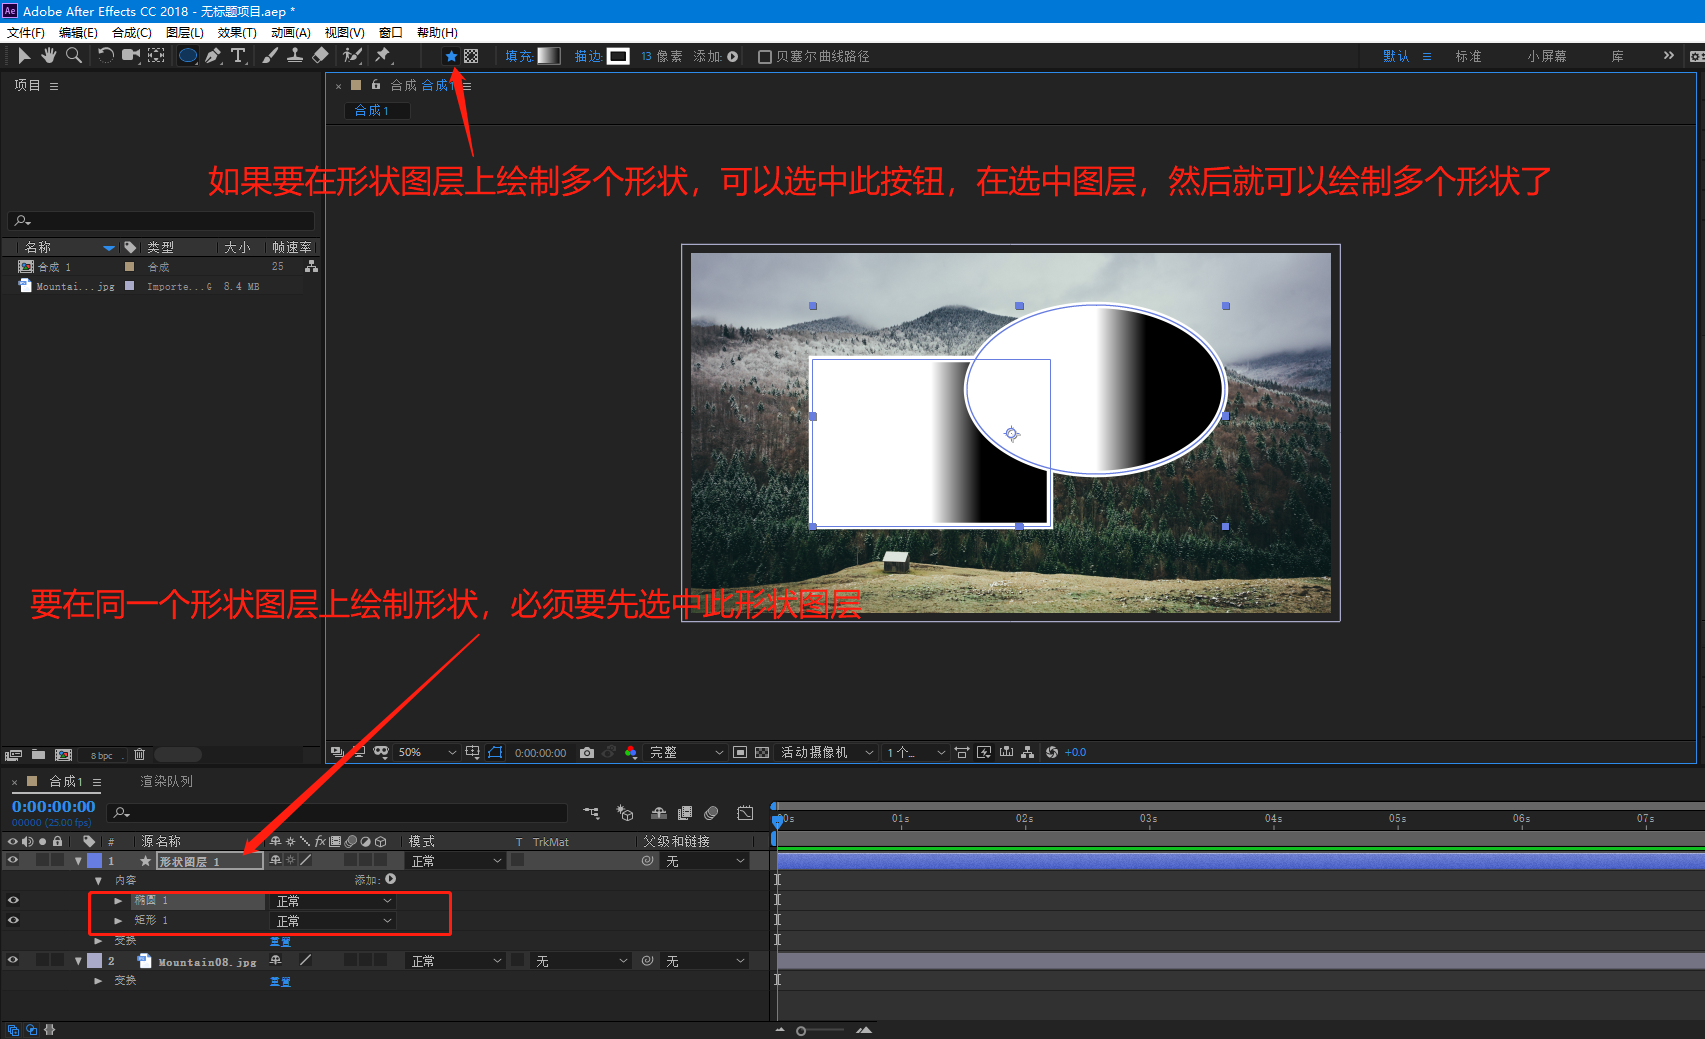 Ae Adobe After Effects CC 2018 - 无标题项目.aep *
文件(F) 编辑(E) 合成(C) 图层(L) 效果(T) 动画(A) 视图(V) 窗口 帮助(H)
填充: 描边: 13 像素 添加: 贝塞尔曲线路径 默认 标准 小屏幕 库
项目
合成 合成 1
合成 1
如果要在形状图层上绘制多个形状，可以选中此按钮，在选中图层，然后就可以绘制多个形状了
名称 类型 大小 帧速率
合成 1 合成 25
Mountai...jpg Importe...G 8.4 MB
要在同一个形状图层上绘制形状，必须要先选中此形状图层
8 bpc
50% 0:00:00:00 完整 活动摄像机 1 个... +0.0
合成 1 渲染队列
0:00:00:00
00000 (25.00 fps)
00s 01s 02s 03s 04s 05s 06s 07s
# 源名称 fx 模式 T TrkMat 父级和链接
1 形状图层 1 正常 无
内容 添加:
椭圆 1 正常
矩形 1 正常
变换 重置
2 Mountain08.jpg 正常 无 无
变换 重置